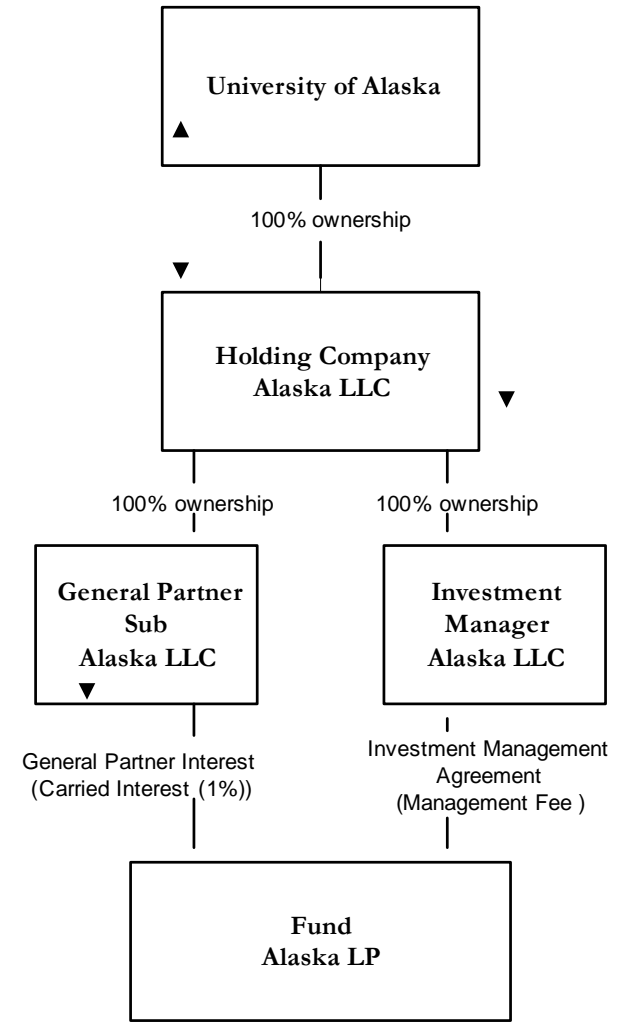 University of Alaska
100% ownership
Holding Company
Alaska LLC
100% ownership
100% ownership
General Partner
Sub
Alaska LLC
Investment
Manager
Alaska LLC
General Partner Interest
(Carried Interest (1%))
Investment Management
Agreement
(Management Fee )
Fund
Alaska LP